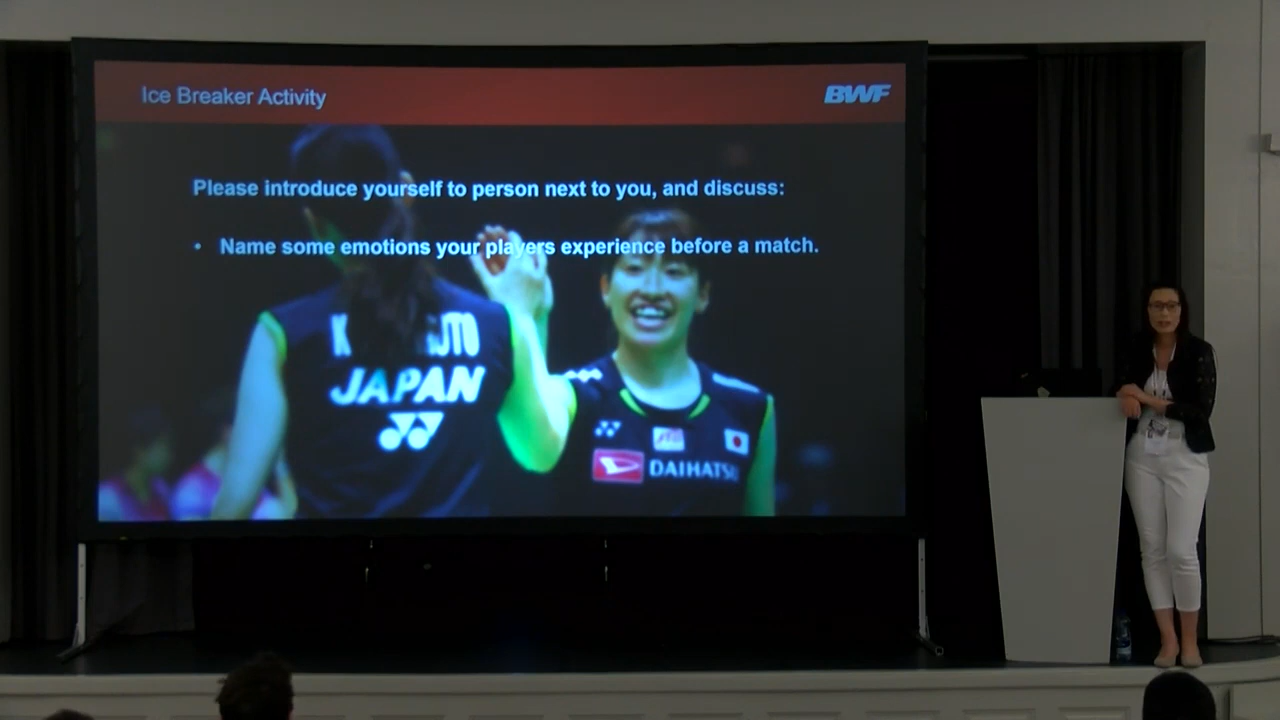 Ice Breaker Activity
BWF
Please introduce yourself to person next to you, and discuss:
• Name some emotions your players experience before a match.
JAPAN
DAIHATSU